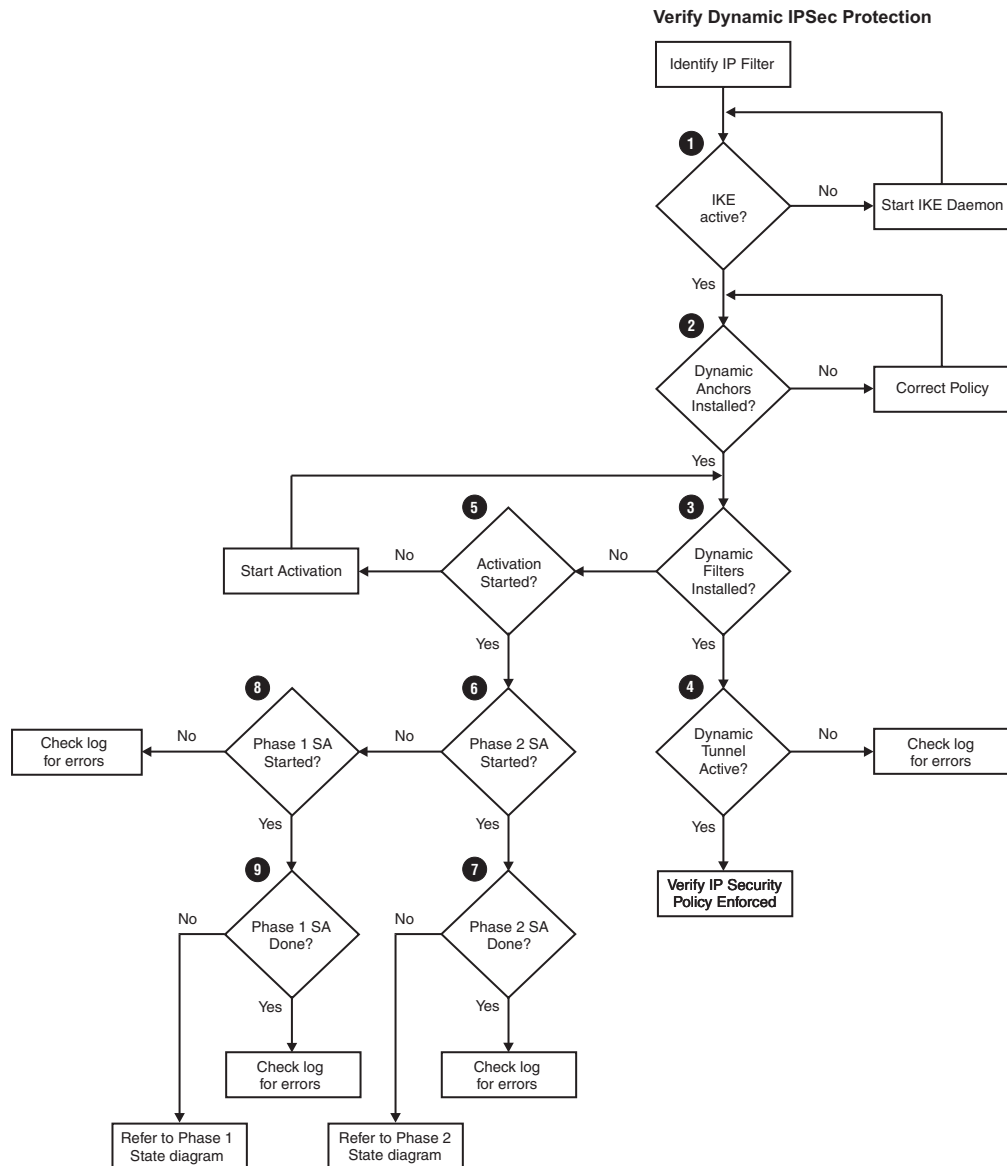 Verify Dynamic IPSec Protection
Identify IP Filter
1
IKE
active?
No
Start IKE Daemon
Yes
2
Dynamic
Anchors
Installed?
No
Correct Policy
Yes
3
Dynamic
Filters
Installed?
No
5
Activation
Started?
No
Start Activation
Yes
Yes
4
Dynamic
Tunnel
Active?
No
Check log
for errors
Yes
Verify IP Security
Policy Enforced
6
Phase 2 SA
Started?
No
8
Phase 1 SA
Started?
No
Check log
for errors
Yes
Yes
9
Phase 1 SA
Done?
No
Yes
Check log
for errors
Refer to Phase 1
State diagram
7
Phase 2 SA
Done?
No
Yes
Check log
for errors
Refer to Phase 2
State diagram